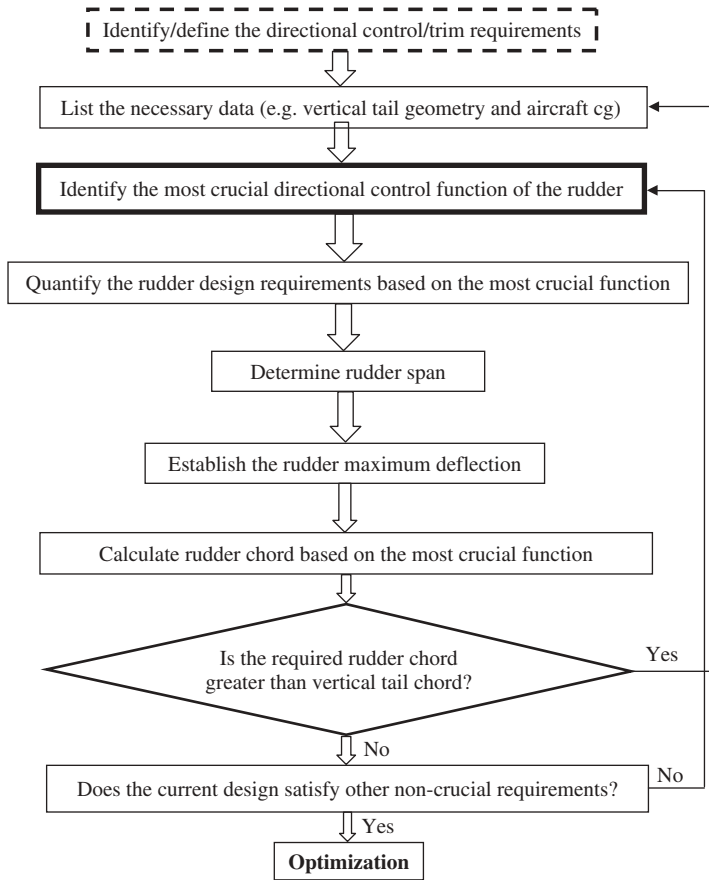 Identify/define the directional control/trim requirements
List the necessary data (e.g. vertical tail geometry and aircraft cg)
Identify the most crucial directional control function of the rudder
Quantify the rudder design requirements based on the most crucial function
Determine rudder span
Establish the rudder maximum deflection
Calculate rudder chord based on the most crucial function
Is the required rudder chord
greater than vertical tail chord?
Yes
No
Does the current design satisfy other non-crucial requirements?
No
Yes
Optimization